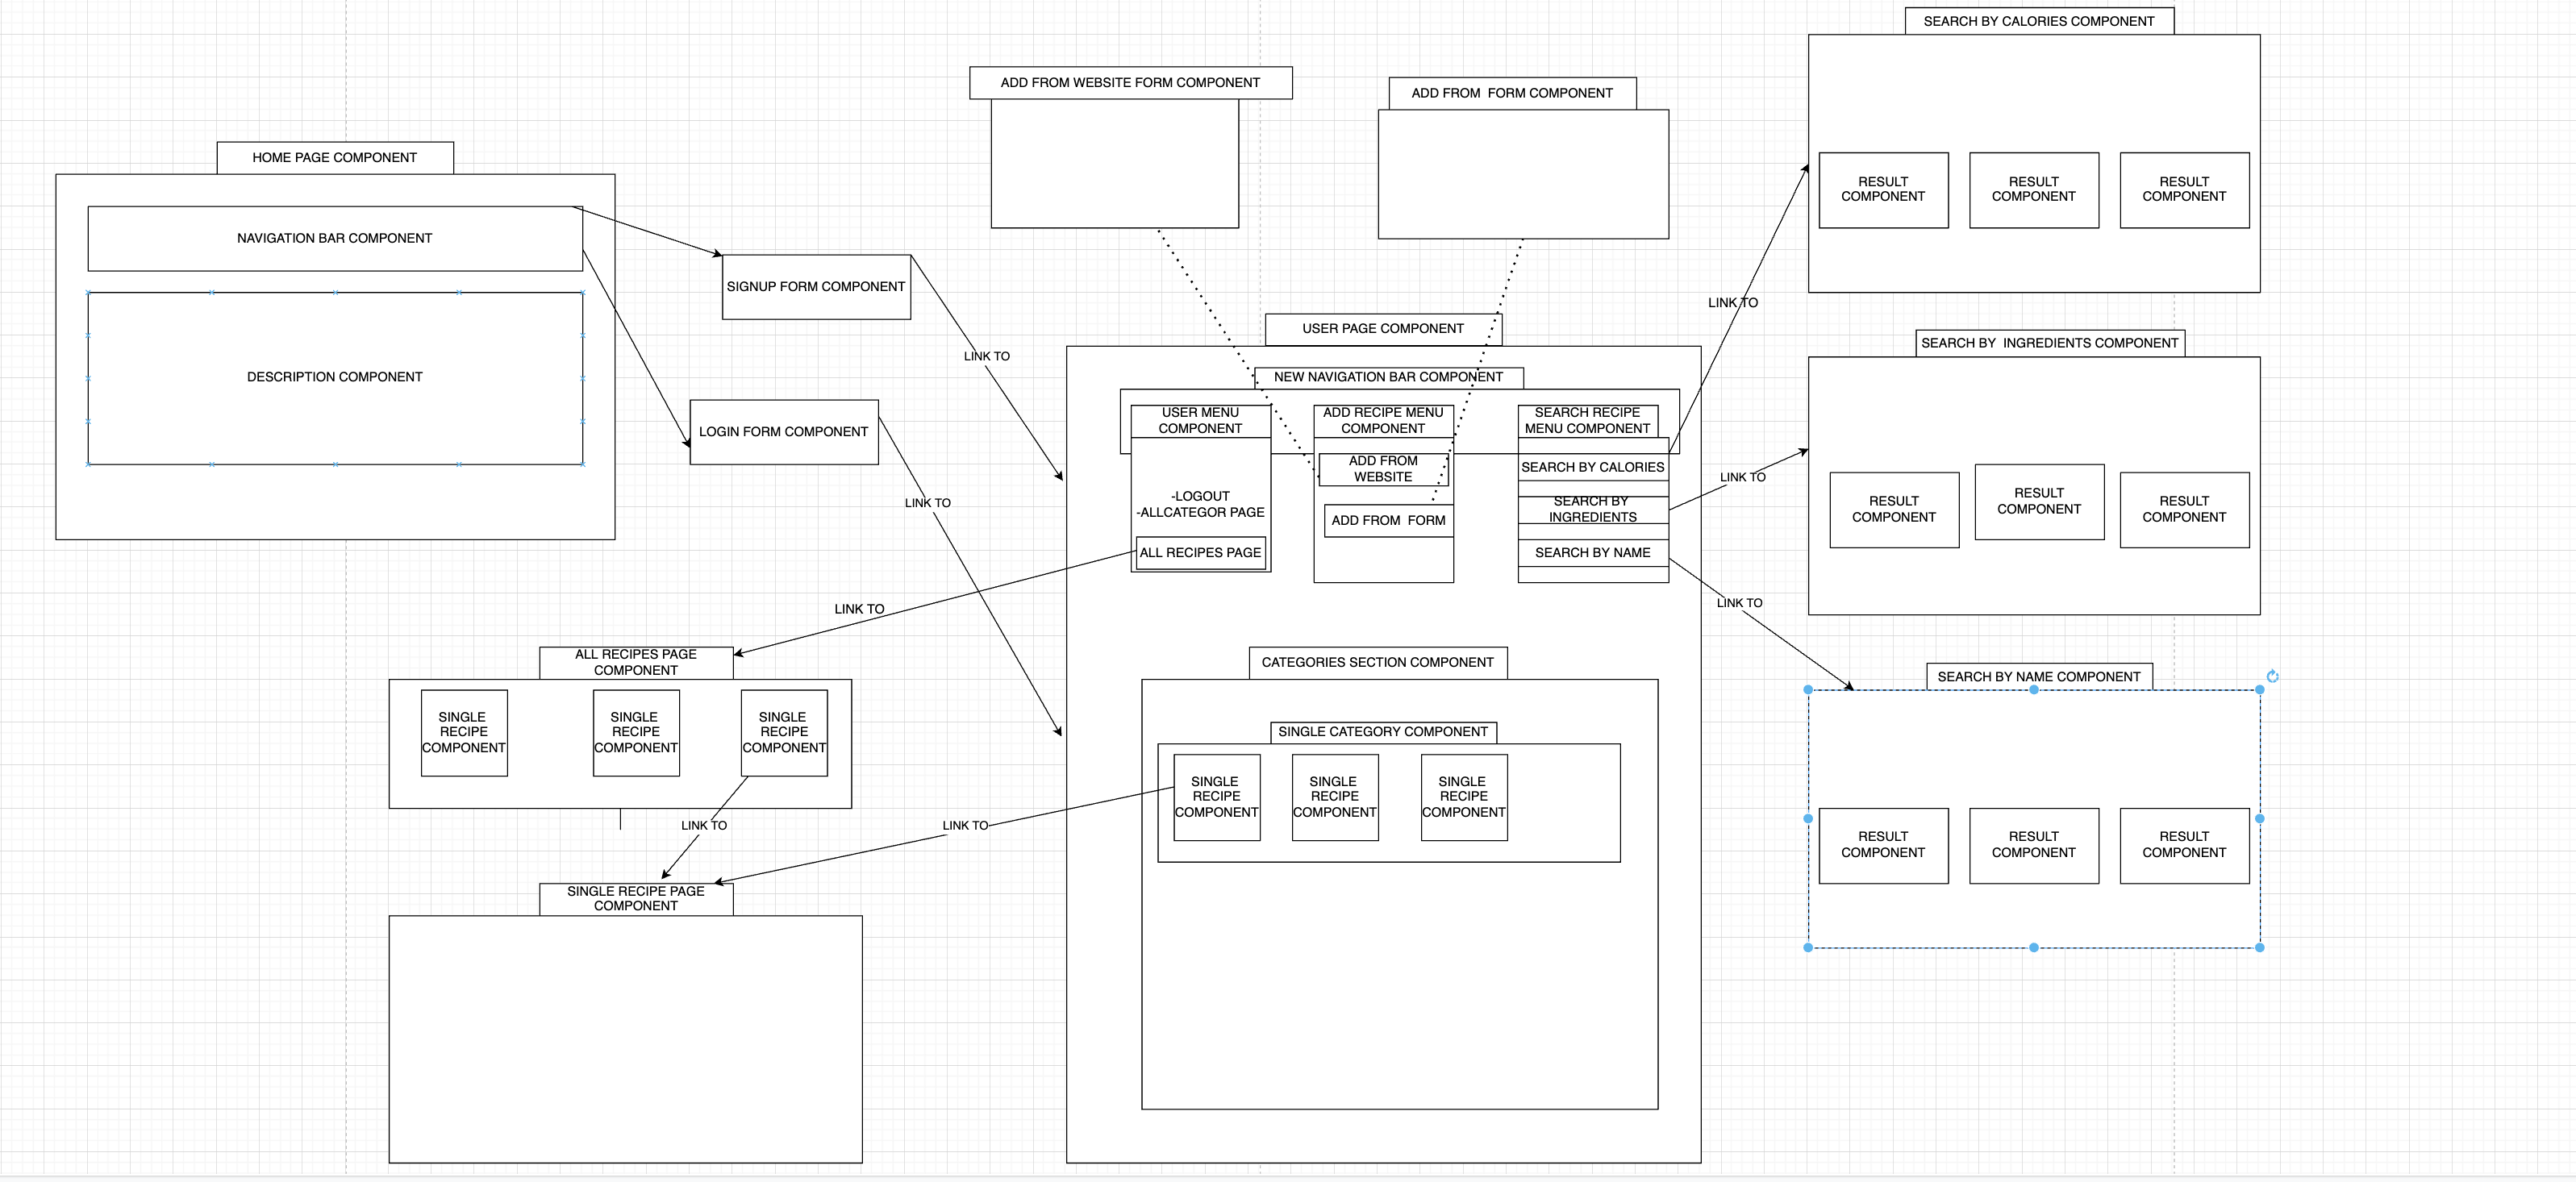 SEARCH BY CALORIES COMPONENT
ADD FROM WEBSITE FORM COMPONENT
ADD FROM  FORM COMPONENT
RESULT
COMPONENT
RESULT
COMPONENT
RESULT
COMPONENT
HOME PAGE COMPONENT
NAVIGATION BAR COMPONENT
DESCRIPTION COMPONENT
SIGNUP FORM COMPONENT
LINK TO
LOGIN FORM COMPONENT
LINK TO
USER PAGE COMPONENT
NEW NAVIGATION BAR COMPONENT
USER MENU
COMPONENT
-LOGOUT
-ALLCATEGOR PAGE
ALL RECIPES PAGE
ADD RECIPE MENU
COMPONENT
ADD FROM
WEBSITE
ADD FROM  FORM
SEARCH RECIPE
MENU COMPONENT
SEARCH BY CALORIES
SEARCH BY
INGREDIENTS
SEARCH BY NAME
LINK TO
LINK TO
LINK TO
SEARCH BY  INGREDIENTS COMPONENT
RESULT
COMPONENT
RESULT
COMPONENT
RESULT
COMPONENT
LINK TO
ALL RECIPES PAGE
COMPONENT
SINGLE
RECIPE
COMPONENT
SINGLE
RECIPE
COMPONENT
SINGLE
RECIPE
COMPONENT
LINK TO
LINK TO
SINGLE RECIPE PAGE
COMPONENT
CATEGORIES SECTION COMPONENT
SINGLE CATEGORY COMPONENT
SINGLE
RECIPE
COMPONENT
SINGLE
RECIPE
COMPONENT
SINGLE
RECIPE
COMPONENT
SEARCH BY NAME COMPONENT
RESULT
COMPONENT
RESULT
COMPONENT
RESULT
COMPONENT